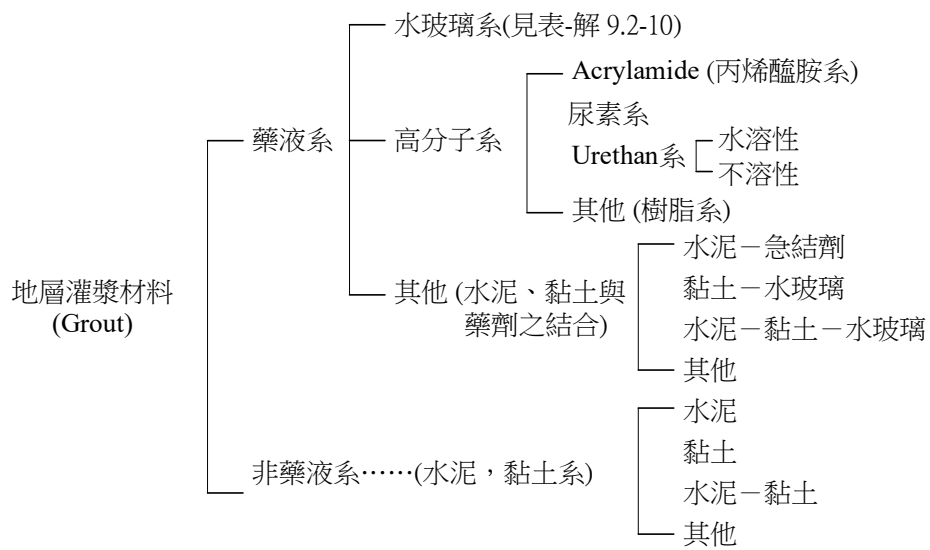 水玻璃系(見表-解 9.2-10)
Acrylamide (丙烯醯胺系)
尿素系
Urethan系
水溶性
不溶性
藥液系
高分子系
其他 (樹脂系)
水泥－急結劑
黏土－水玻璃
水泥－黏土－水玻璃
其他
地層灌漿材料
(Grout)
其他 (水泥、黏土與
藥劑之結合)
水泥
黏土
水泥－黏土
其他
非藥液系⋯⋯(水泥，黏土系)